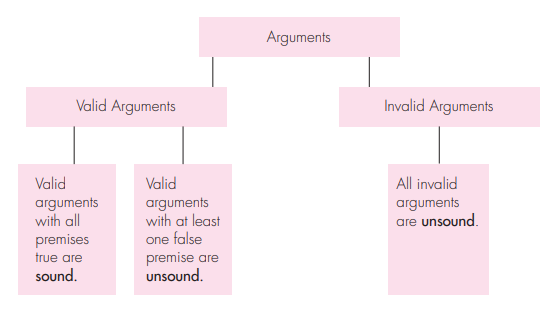 Arguments
Valid Arguments
Invalid Arguments
Valid
arguments
with all
premises
true are
sound.
Valid
arguments
with at least
one false
premise are
unsound.
All invalid
arguments
are unsound.